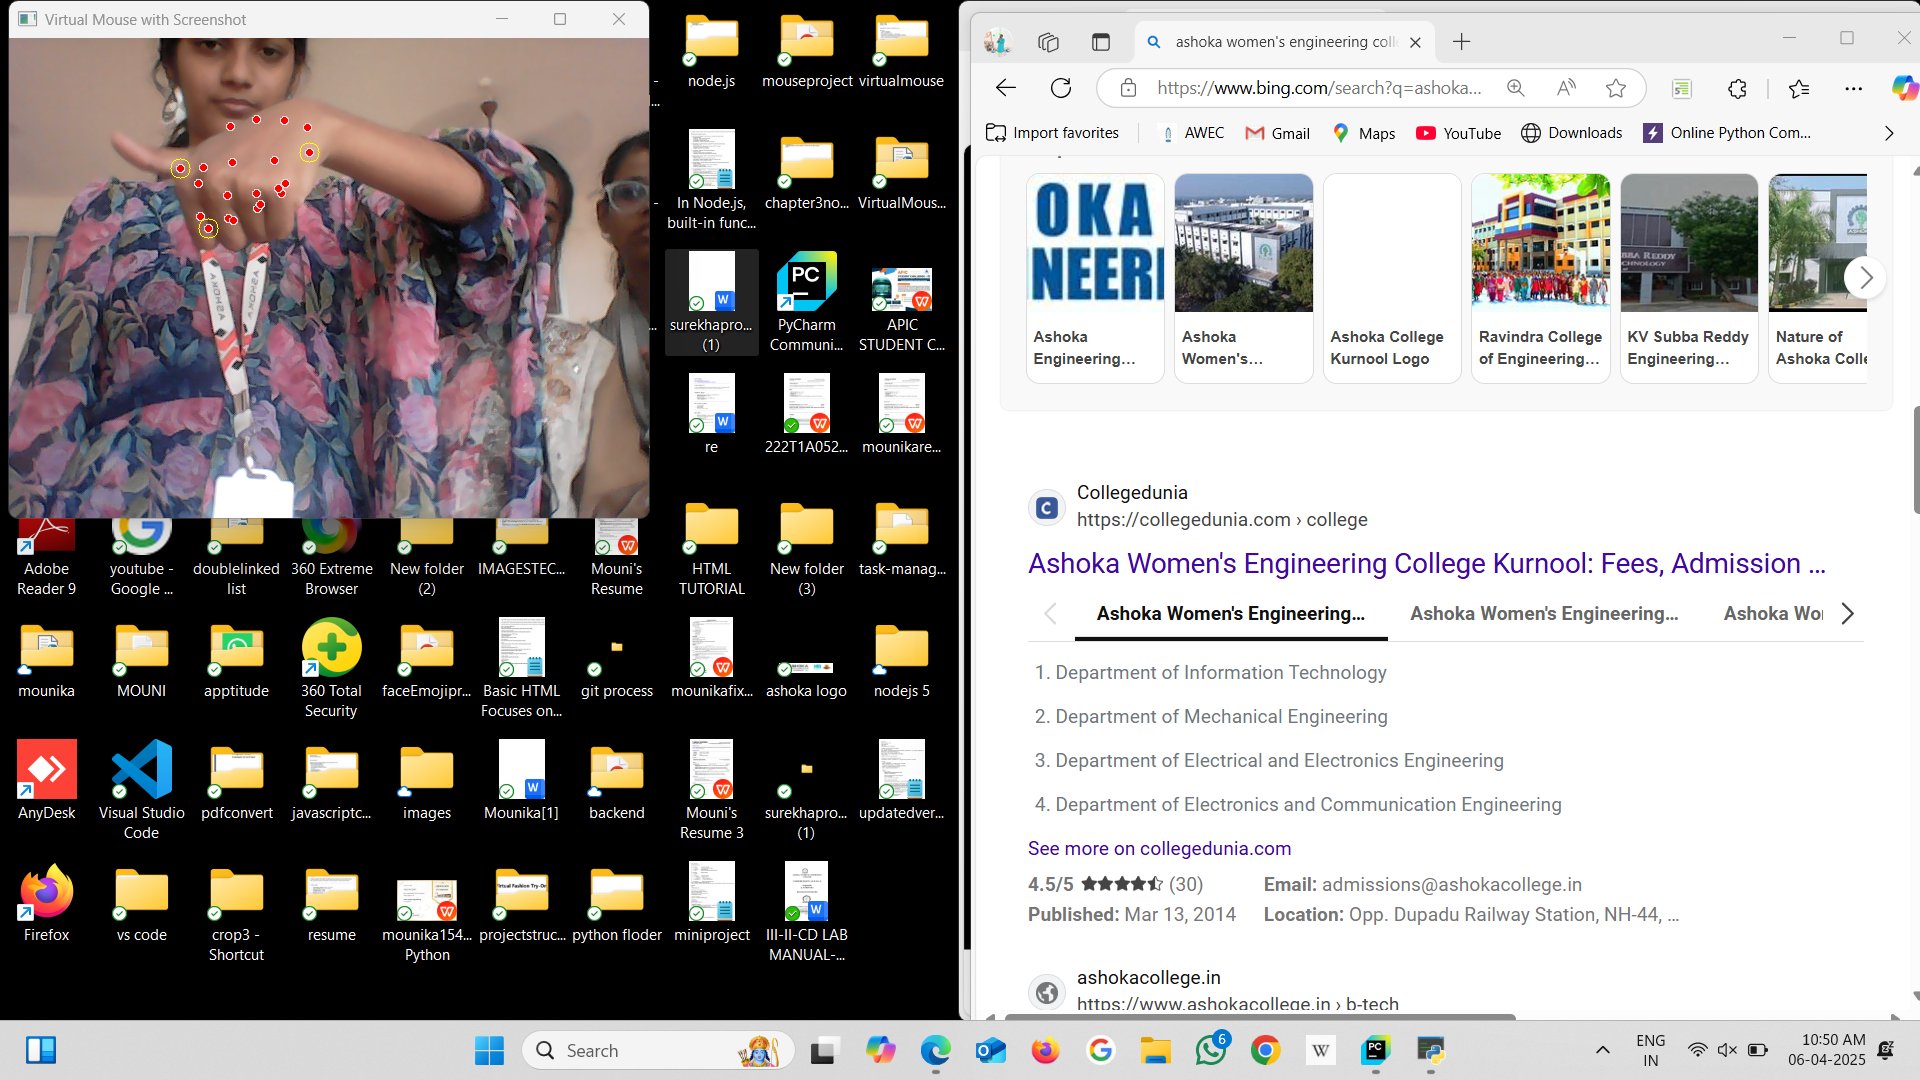 Virtual Mouse with Screenshot
node.js
mouseproject
virtualmouse
In Node.js,
built-in func...
chapter3no...
VirtualMous...
surekhapro...
(1)
PyCharm
Communi...
APIC
STUDENT C...
re
222T1A052...
mounikare...
Adobe
Reader 9
youtube -
Google ...
doublelinked
list
360 Extreme
Browser
New folder
(2)
IMAGESTEC...
Mouni's
Resume
HTML
TUTORIAL
New folder
(3)
task-manag...
mounika
MOUNI
apptitude
360 Total
Security
faceEmojipr...
Basic HTML
Focuses on...
git process
mounikafix...
ashoka logo
nodejs 5
AnyDesk
Visual Studio
Code
pdfconvert
javascriptc...
images
Mounika[1]
backend
Mouni's
Resume 3
surekhapro...
(1)
updatedver...
Firefox
vs code
crop3 -
Shortcut
resume
mounika154...
Python
projectstruc...
python floder
miniproject
III-II-CD LAB
MANUAL-...
ashoka women's engineering coll
https://www.bing.com/search?q=ashoka...
Import favorites
AWEC
Gmail
Maps
YouTube
Downloads
Online Python Com...
OKA
NEERI
Ashoka
Engineering...
Ashoka
Women's...
Ashoka College
Kurnool Logo
Ravindra College
of Engineering...
KV Subba Reddy
Engineering...
Nature of
Ashoka Colle
Collegedunia
https://collegedunia.com › college
Ashoka Women's Engineering College Kurnool: Fees, Admission ...
Ashoka Women's Engineering...
Ashoka Women's Engineering...
Ashoka Wo
1. Department of Information Technology
2. Department of Mechanical Engineering
3. Department of Electrical and Electronics Engineering
4. Department of Electronics and Communication Engineering
See more on collegedunia.com
4.5/5 (30)
Email: admissions@ashokacollege.in
Published: Mar 13, 2014
Location: Opp. Dupadu Railway Station, NH-44, ...
ashokacollege.in
https://www.ashokacollege.in › b-tech
Search
6
ENG
IN
10:50 AM
06-04-2025